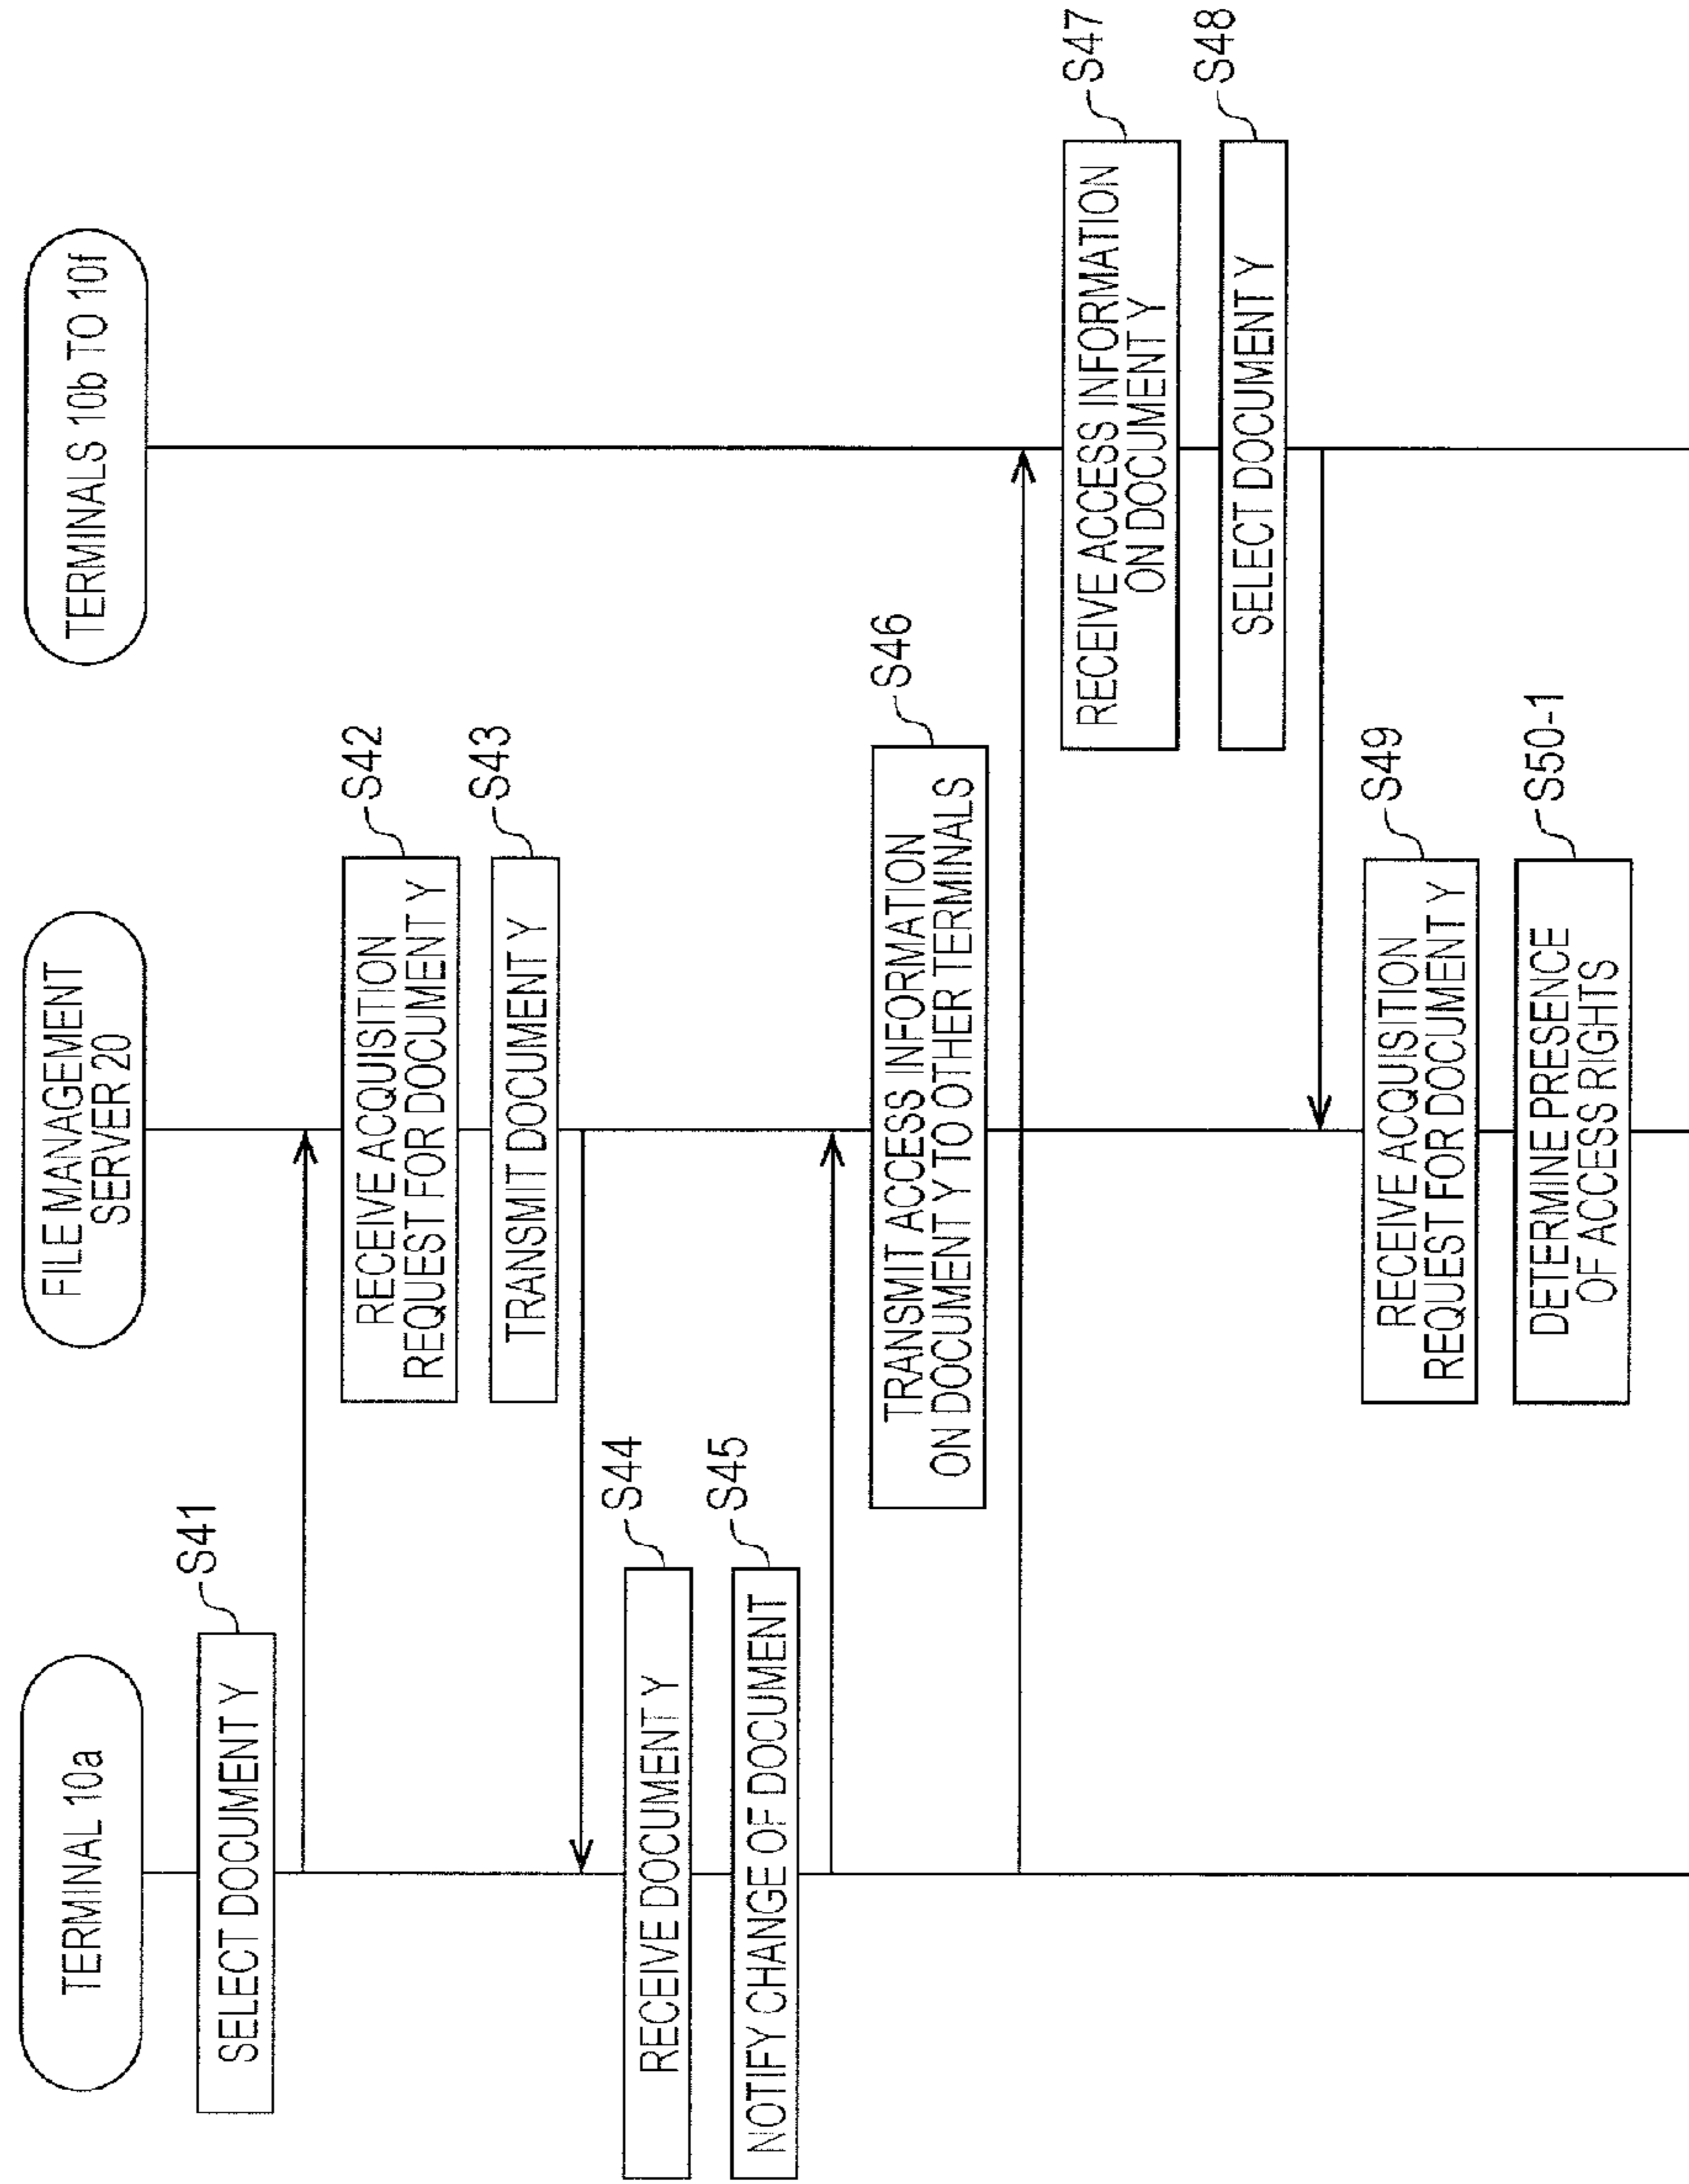 TERMINAL 10a
FILE MANAGEMENT
SERVER 20
TERMINALS 10b TO 10f
SELECT DOCUMENT Y
S41
RECEIVE ACQUISITION
REQUEST FOR DOCUMENT Y
S42
TRANSMIT DOCUMENT Y
S43
RECEIVE DOCUMENT Y
S44
NOTIFY CHANGE OF DOCUMENT
S45
TRANSMIT ACCESS INFORMATION
ON DOCUMENT Y TO OTHER TERMINALS
S46
RECEIVE ACCESS INFORMATION
ON DOCUMENT Y
S47
SELECT DOCUMENT Y
S48
RECEIVE ACQUISITION
REQUEST FOR DOCUMENT Y
S49
DETERMINE PRESENCE
OF ACCESS RIGHTS
S50-1